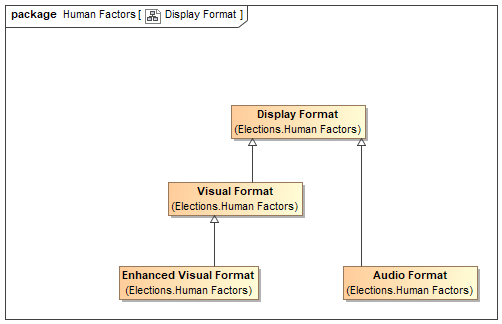 package Human Factors [ Display Format ]
Display Format
(Elections.Human Factors)
Visual Format
(Elections.Human Factors)
Enhanced Visual Format
(Elections.Human Factors)
Audio Format
(Elections.Human Factors)